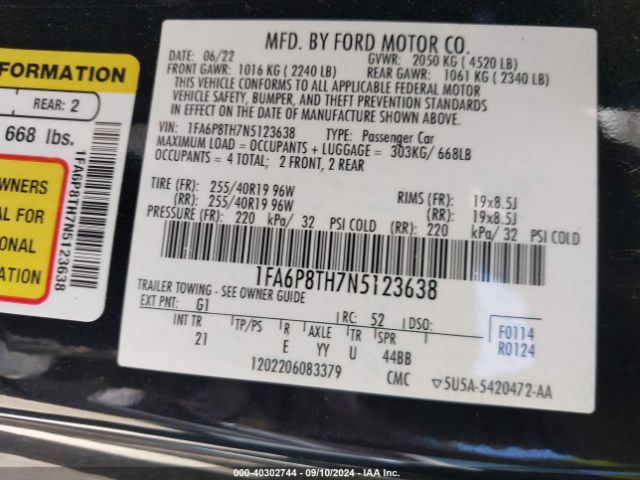 FORMATION
REAR: 2
668 lbs.
1FA6P8TH7N5123638
WNERS
AL FOR
ONAL
ATION
MFD. BY FORD MOTOR CO.
DATE: 06/22 GVWR: 2050 KG ( 4520 LB)
FRONT GAWR: 1016 KG ( 2240 LB) REAR GAWR: 1061 KG ( 2340 LB)
THIS VEHICLE CONFORMS TO ALL APPLICABLE FEDERAL MOTOR
VEHICLE SAFETY, BUMPER, AND THEFT PREVENTION STANDARDS
IN EFFECT ON THE DATE OF MANUFACTURE SHOWN ABOVE.
VIN: 1FA6P8TH7N5123638 TYPE: Passenger Car
MAXIMUM LOAD = OCCUPANTS + LUGGAGE = 303KG/ 668LB
OCCUPANTS = 4 TOTAL; 2 FRONT, 2 REAR
TIRE (FR): 255/40R19 96W RIMS (FR): 19x8.5J
(RR): 255/40R19 96W (RR): 19x8.5J
PRESSURE (FR): 220 kPa/ 32 PSI COLD (RR): 220 kPa/ 32 PSI COLD
1FA6P8TH7N5123638
TRAILER TOWING - SEE OWNER GUIDE
EXT PNT: G1 RC: 52 DSO: F0114
INT TR TP/PS R AXLE TR SPR R0124
21 E YY U 44BB
1202206083379 CMC ▽5U5A-5420472-AA
000-40302744 - 09/10/2024 - IAA Inc.